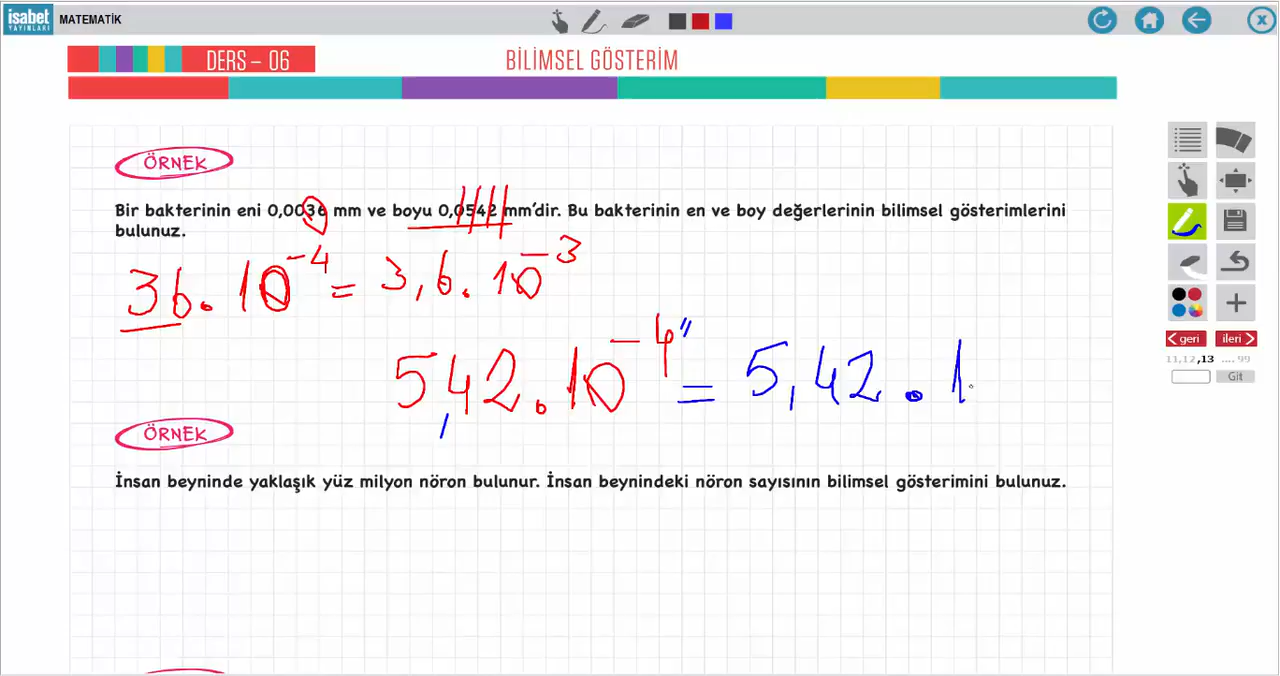 isabet
YAYINLARI
MATEMATİK
DERS – 06
BİLİMSEL GÖSTERİM
ÖRNEK
Bir bakterinin eni 0,0036 mm ve boyu 0,0542 mm'dir. Bu bakterinin en ve boy değerlerinin bilimsel gösterimlerini
bulunuz.
36.10⁻⁴ = 3,6.10⁻³
542.10⁻⁴ = 5,42.1
ÖRNEK
İnsan beyninde yaklaşık yüz milyon nöron bulunur. İnsan beynindeki nöron sayısının bilimsel gösterimini bulunuz.
geri
ileri
11,12,13 .... 99
Git